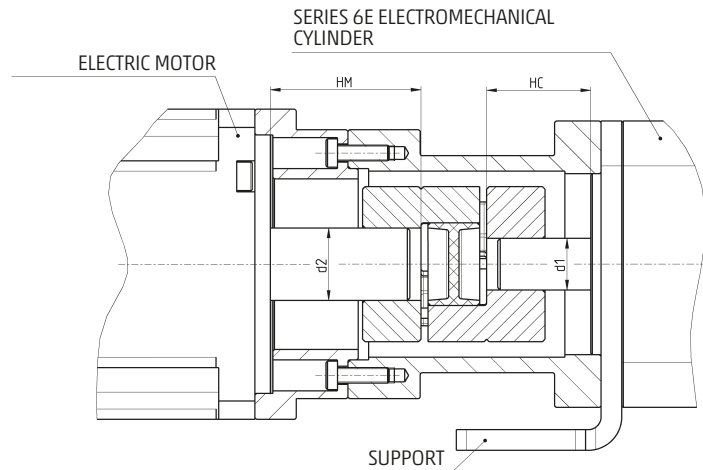 SERIES 6E ELECTROMECHANICAL
CYLINDER
ELECTRIC MOTOR
HM
HC
d2
d1
SUPPORT